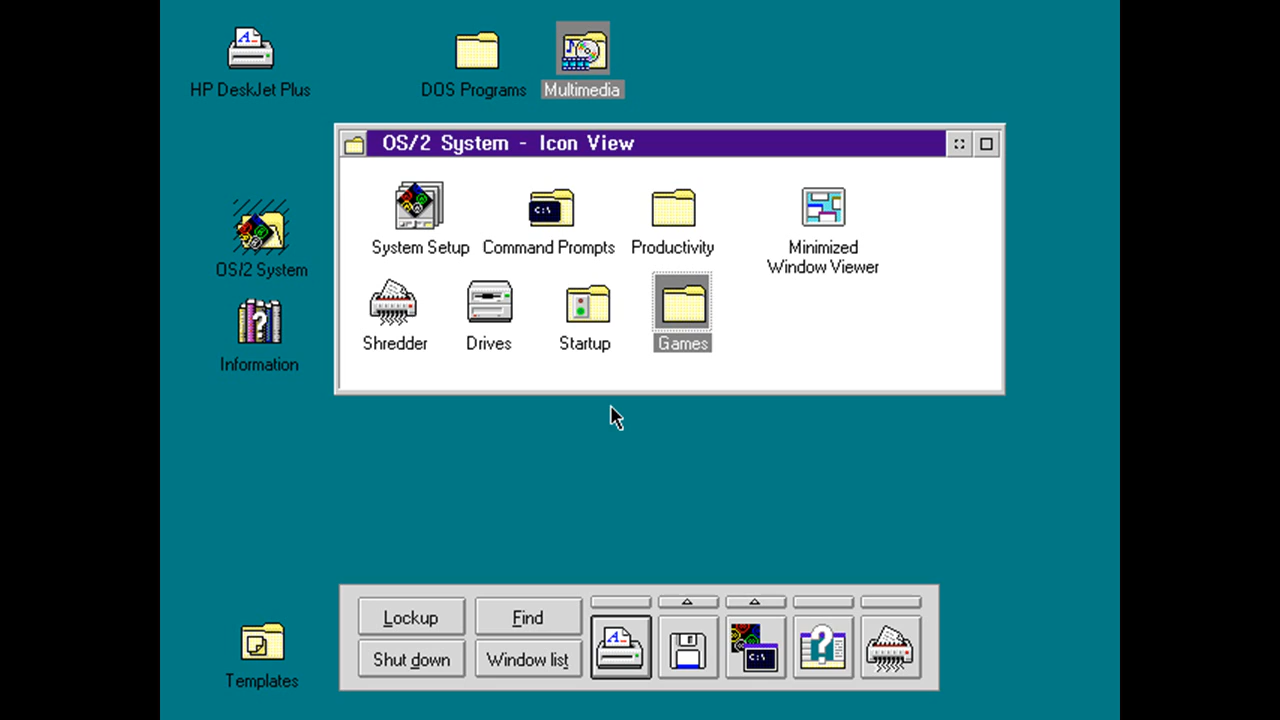 HP DeskJet Plus
DOS Programs
Multimedia
OS/2 System - Icon View
System Setup
Command Prompts
C:\
Productivity
Minimized
Window Viewer
OS/2 System
Shredder
Drives
Startup
Games
Information
Lockup
Find
Shut down
Window list
C:\
Templates